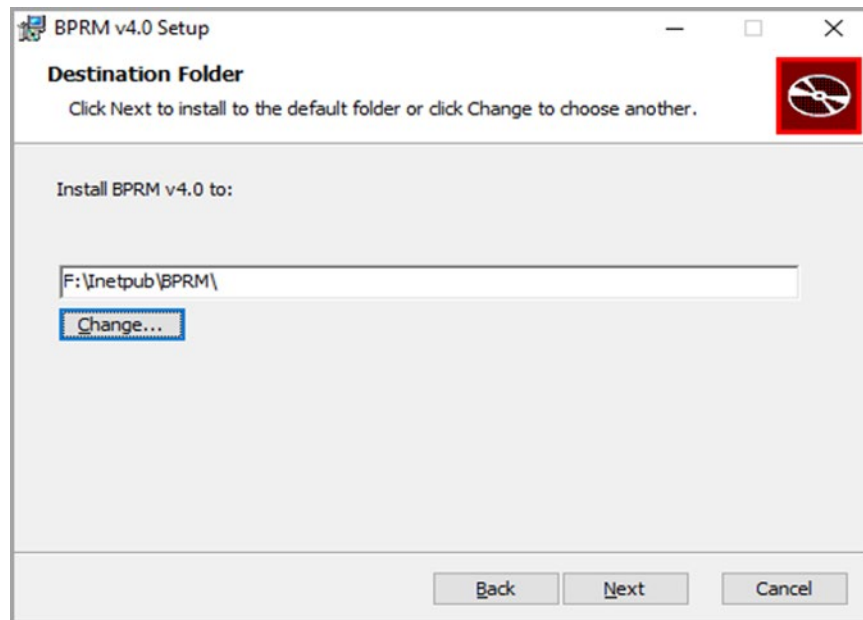 BPRM v4.0 Setup
Destination Folder
Click Next to install to the default folder or click Change to choose another.
Install BPRM v4.0 to:
F:\Inetpub\BPRM\
Change...
Back
Next
Cancel